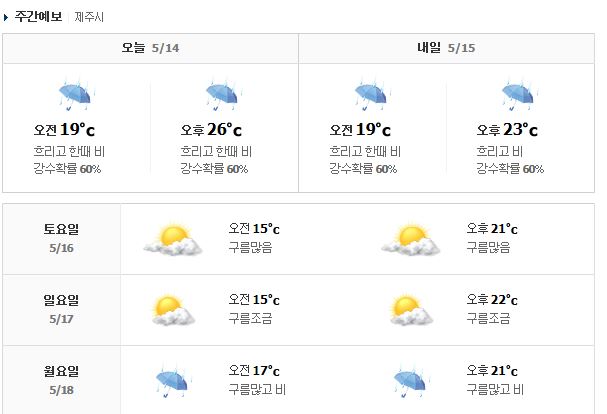 주간예보 제주시
오늘 5/14
내일 5/15
오전 19°c
흐리고 한때 비
강수확률 60%
오후 26°c
흐리고 한때 비
강수확률 60%
오전 19°c
흐리고 한때 비
강수확률 60%
오후 23°c
흐리고 비
강수확률 60%
토요일
5/16
오전 15°c
구름많음
오후 21°c
구름많음
일요일
5/17
오전 15°c
구름조금
오후 22°c
구름조금
월요일
5/18
오전 17°c
구름많고 비
오후 21°c
구름많고 비